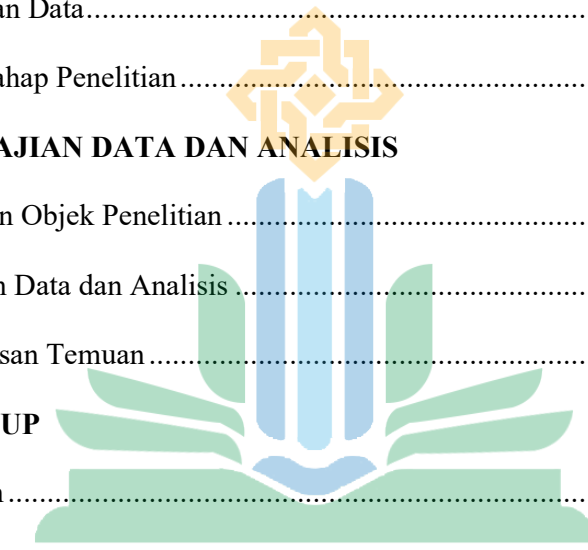 an Data................................................................
ahap Penelitian....................................................
AJIAN DATA DAN ANALISIS
n Objek Penelitian..............................................
n Data dan Analisis.............................................
san Temuan........................................................
UP
n..........................................................................